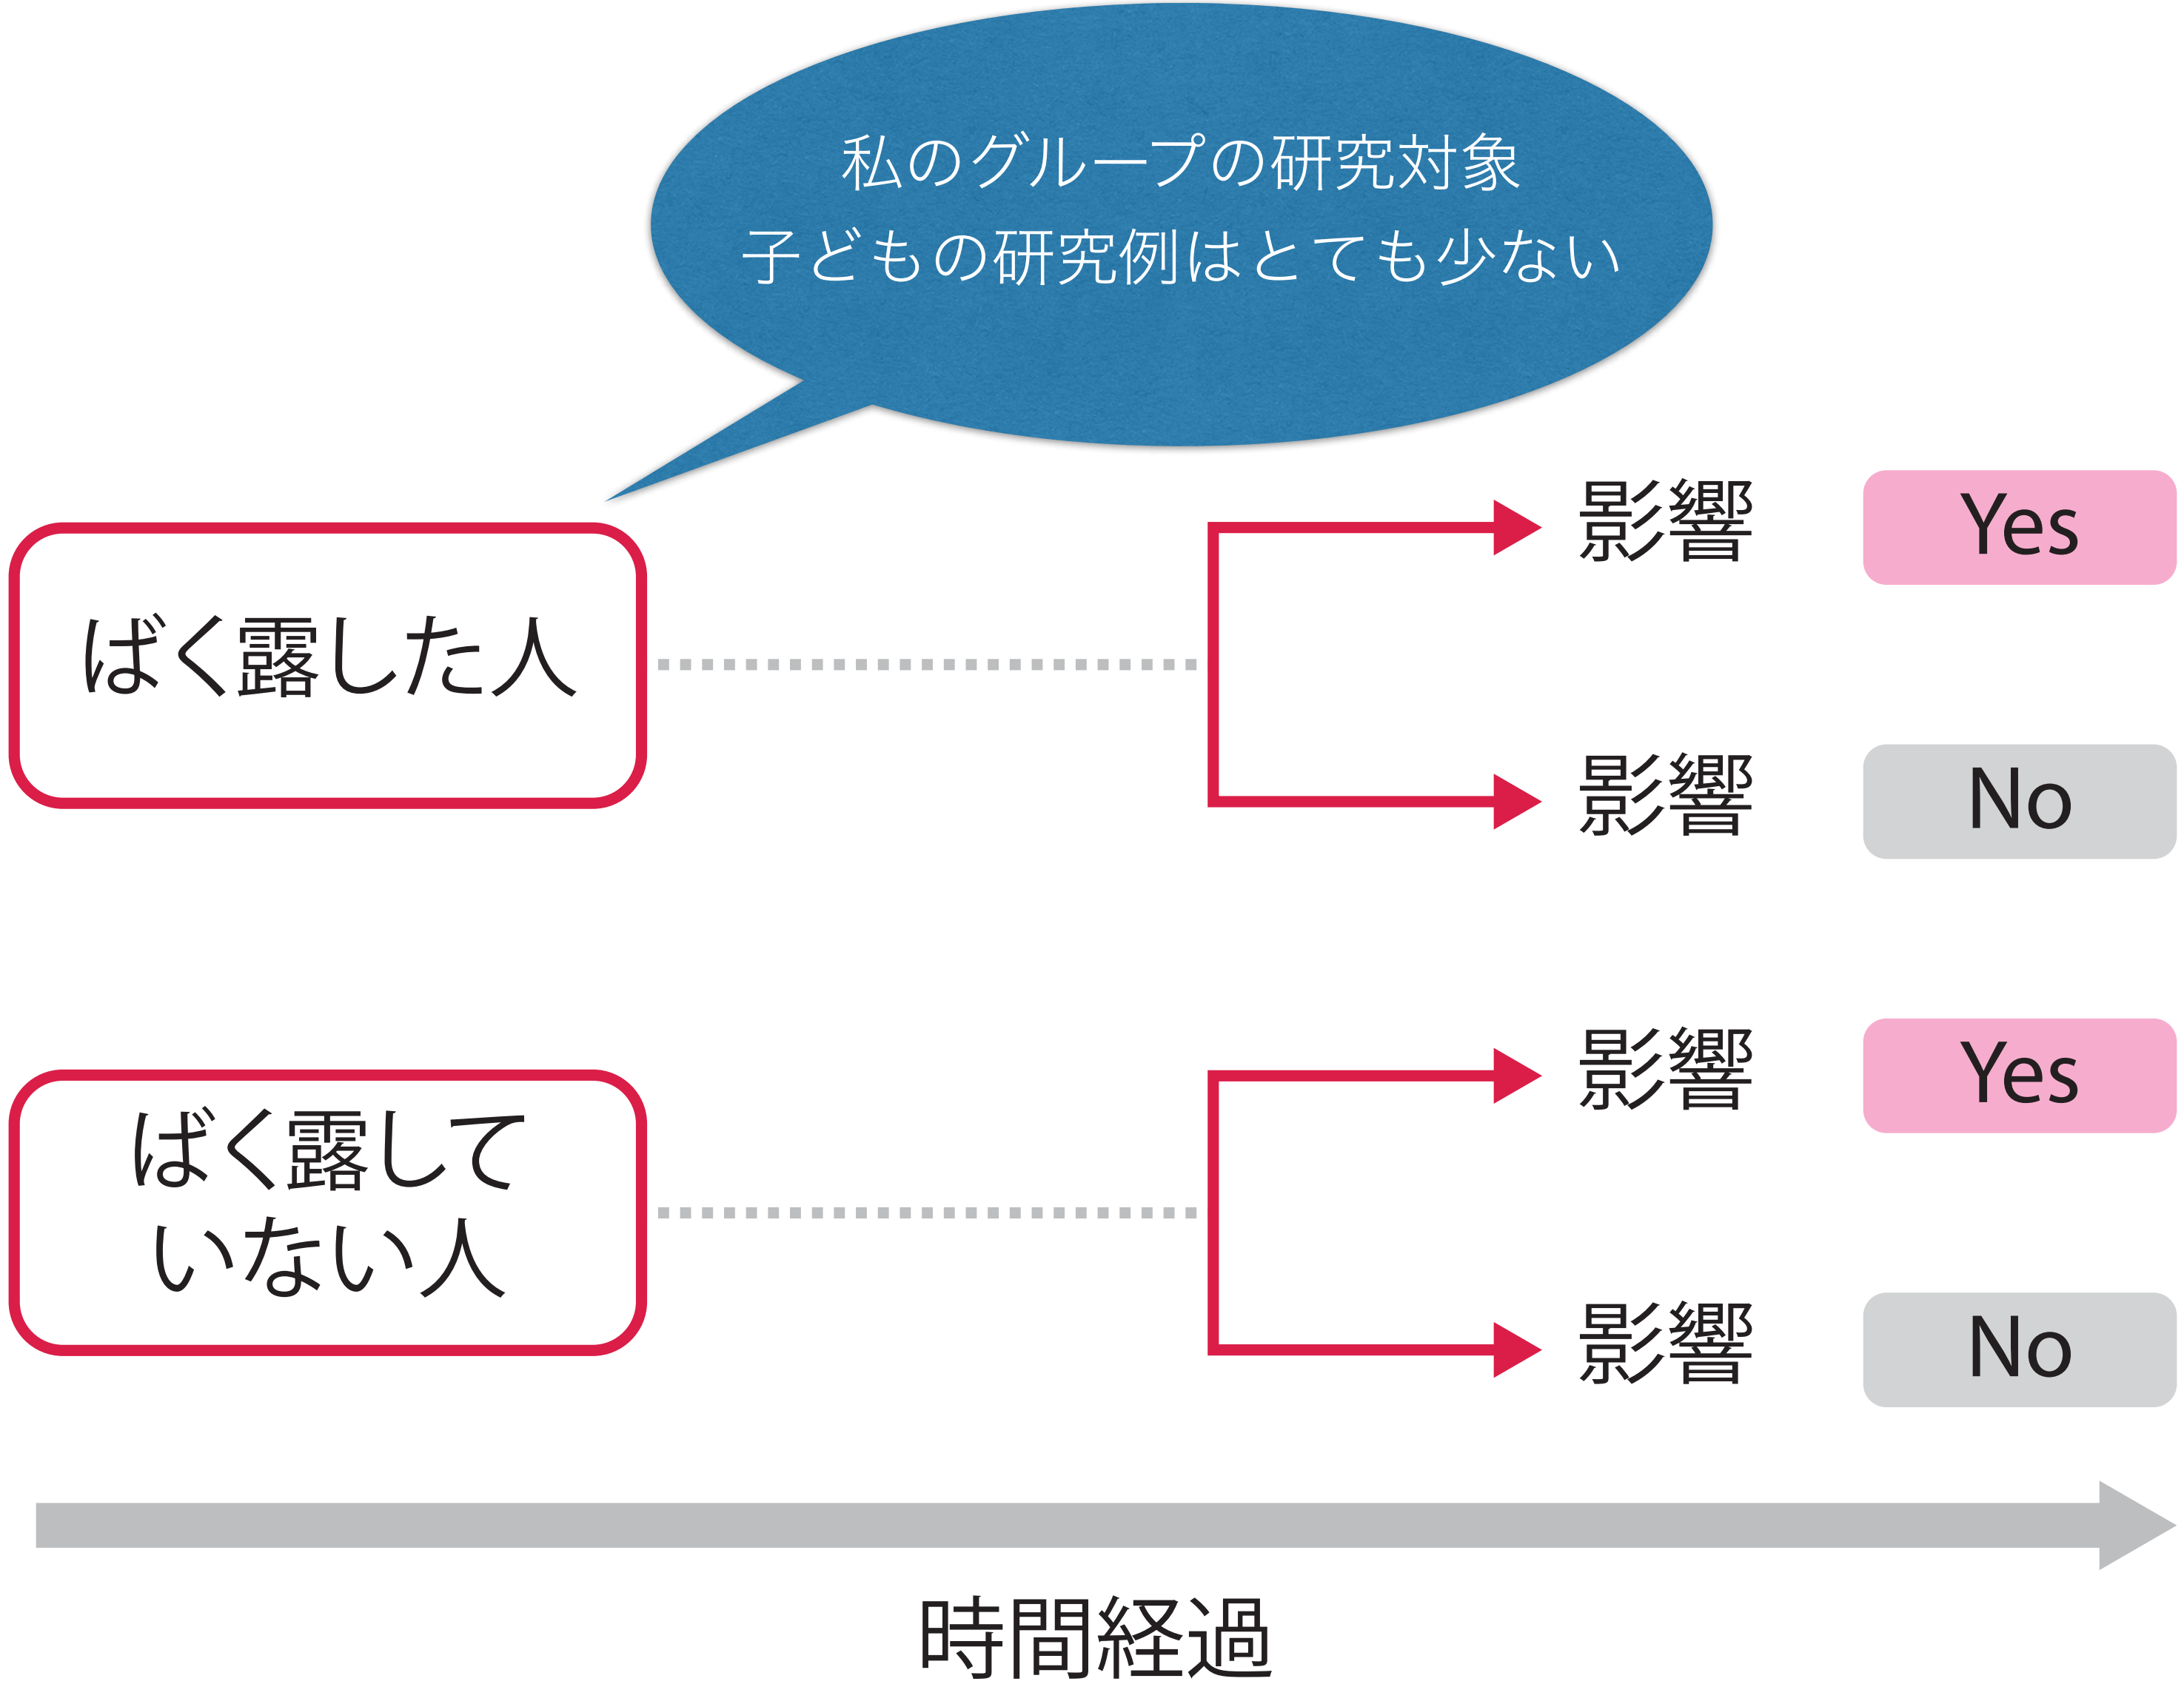 私のグループの研究対象
子どもの研究例はとても少ない
ばく露した人
影響 Yes
影響 No
ばく露して
いない人
影響 Yes
影響 No
時間経過